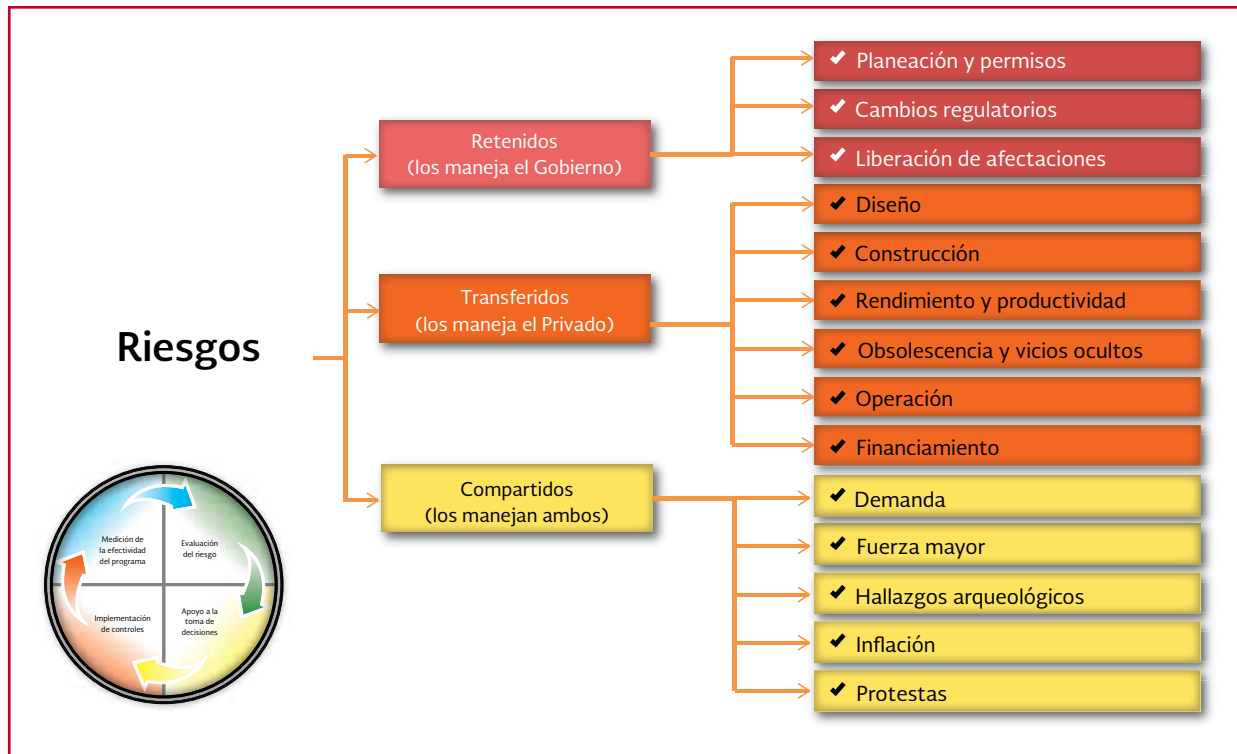 Riesgos
Retenidos
(los maneja el Gobierno)
Planeación y permisos
Cambios regulatorios
Liberación de afectaciones
Transferidos
(los maneja el Privado)
Diseño
Construcción
Rendimiento y productividad
Obsolescencia y vicios ocultos
Operación
Financiamiento
Compartidos
(los manejan ambos)
Demanda
Fuerza mayor
Hallazgos arqueológicos
Inflación
Protestas
Medición de
la efectividad
del programa
Evaluación
del riesgo
Implementación
de controles
Apoyo a la
toma de
decisiones